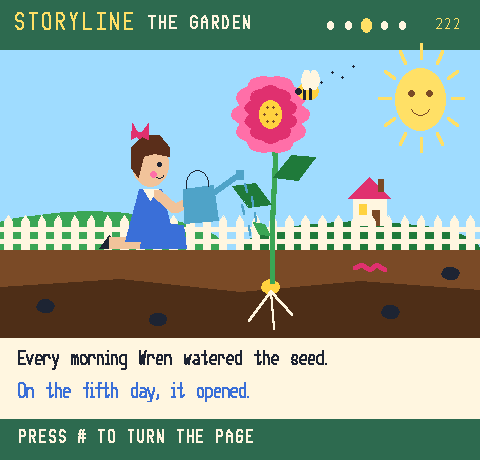 STORYLINE THE GARDEN 222
Every morning Wren watered the seed.
On the fifth day, it opened.
PRESS # TO TURN THE PAGE